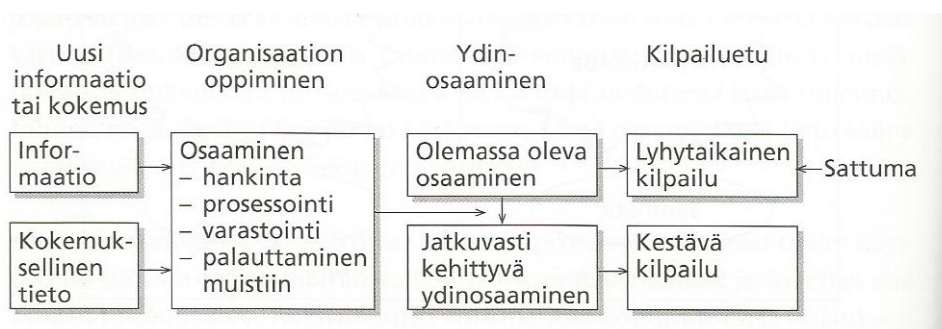 Uusi
informaatio
tai kokemus
Organisaation
oppiminen
Ydin-
osaaminen
Kilpailuetu
Infor-
maatio
Kokemuk-
sellinen
tieto
Osaaminen
– hankinta
– prosessointi
– varastointi
– palauttaminen
muistiin
Olemassa oleva
osaaminen
Jatkuvasti
kehittyvä
ydinosaaminen
Lyhytaikainen
kilpailu
Kestävä
kilpailu
Sattuma